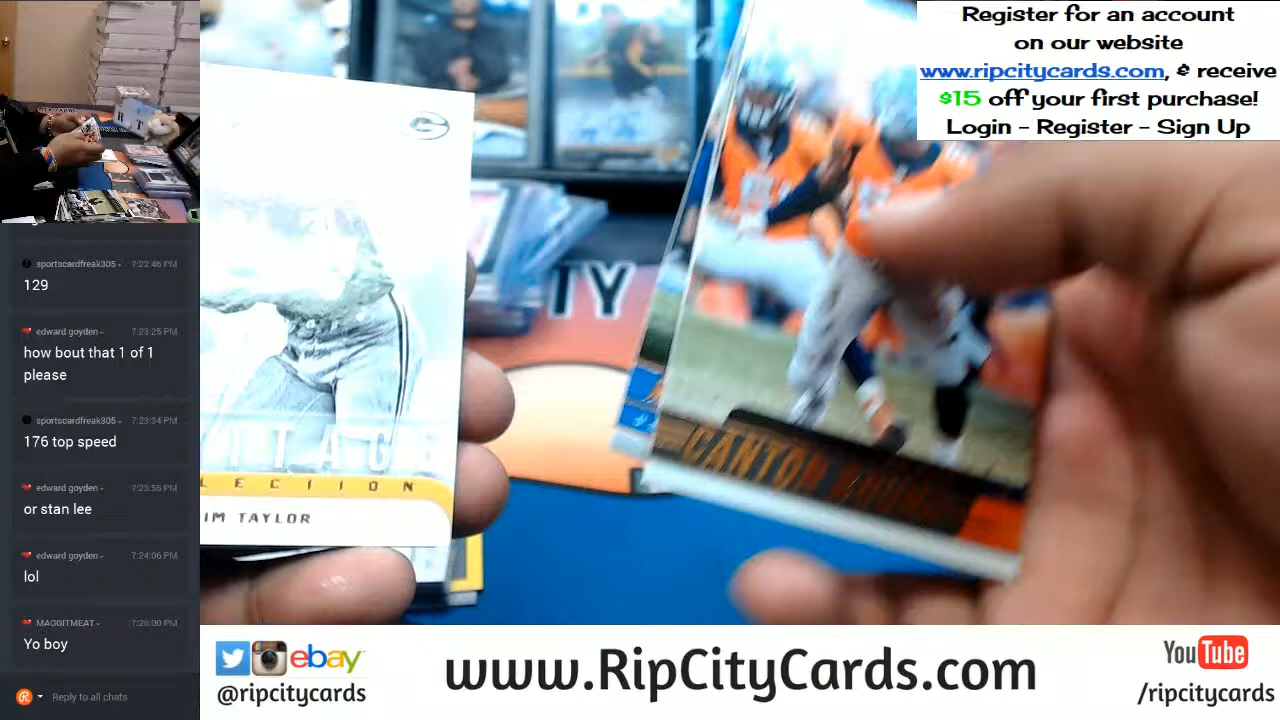 Register for an account
on our website
www.ripcitycards.com, & receive
$15 off your first purchase!
Login - Register - Sign Up
sportscardfreak305 7:22:46 PM
129
edward goyden 7:23:25 PM
how bout that 1 of 1
please
sportscardfreak305 7:23:34 PM
176 top speed
edward goyden 7:23:55 PM
or stan lee
edward goyden 7:24:06 PM
lol
MAGGITMEAT 7:26:00 PM
Yo boy
Reply to all chats
TY
ITAGE
LECTION
IM TAYLOR
CANTON BOUND
ebay
@ripcitycards
www.RipCityCards.com
YouTube
/ripcitycards